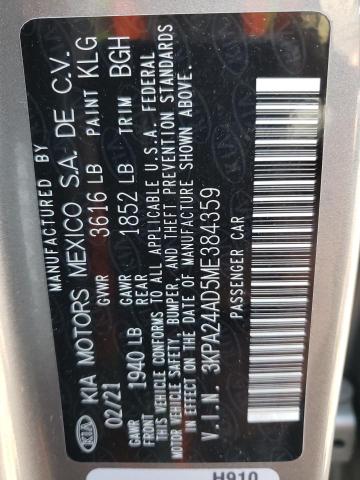 MANUFACTURED BY
KIA KIA MOTORS MEXICO S.A. DE C.V.
02/21 GVWR 3616 LB PAINT KLG
GAWR FRONT 1940 LB GAWR REAR 1852 LB TRIM BGH
THIS VEHICLE CONFORMS TO ALL APPLICABLE U.S.A. FEDERAL
MOTOR VEHICLE SAFETY, BUMPER, AND THEFT PREVENTION STANDARDS
IN EFFECT ON THE DATE OF MANUFACTURE SHOWN ABOVE.
V.I.N. 3KPA24AD5ME384359
PASSENGER CAR
H910